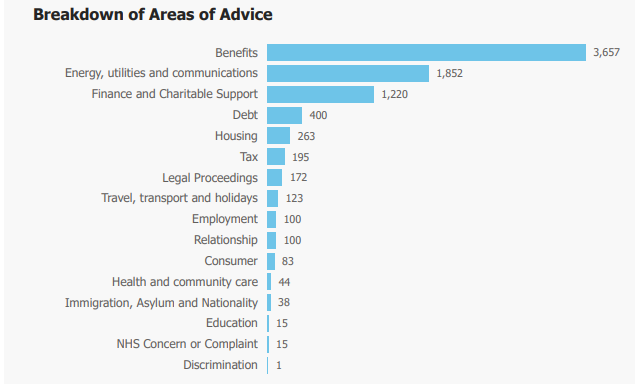 Breakdown of Areas of Advice
Benefits 3,657
Energy, utilities and communications 1,852
Finance and Charitable Support 1,220
Debt 400
Housing 263
Tax 195
Legal Proceedings 172
Travel, transport and holidays 123
Employment 100
Relationship 100
Consumer 83
Health and community care 44
Immigration, Asylum and Nationality 38
Education 15
NHS Concern or Complaint 15
Discrimination 1